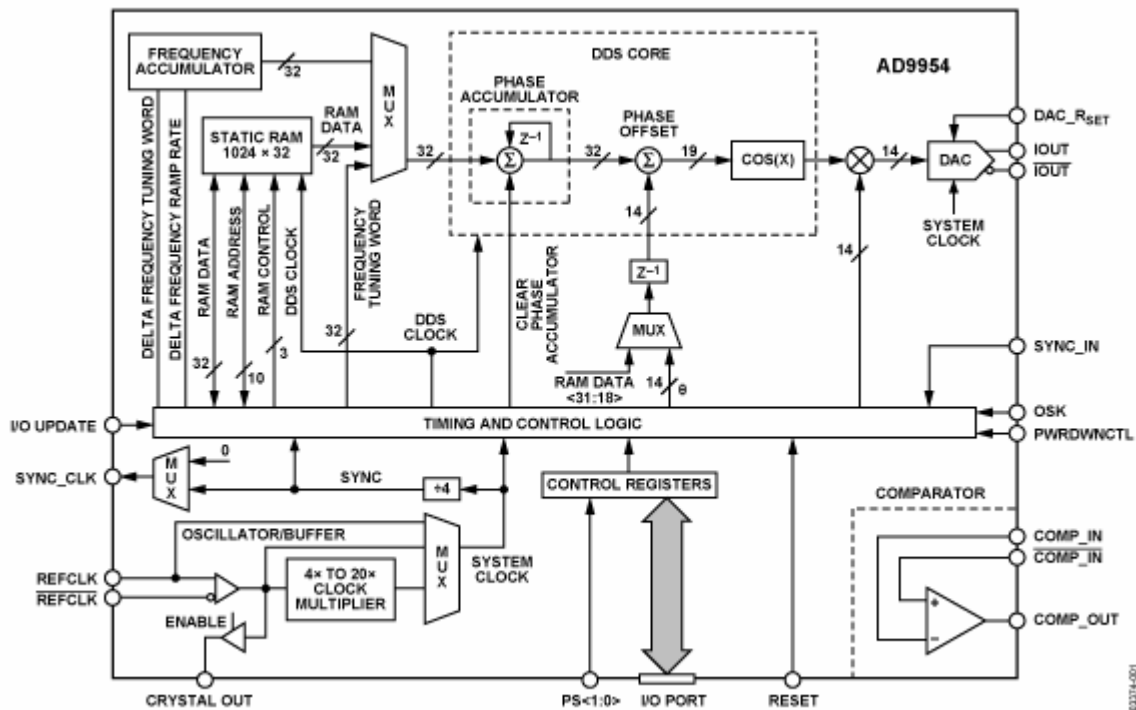 FREQUENCY
ACCUMULATOR
32
MUX
DDS CORE
AD9954
PHASE
ACCUMULATOR
Z–1
Σ
32
PHASE
OFFSET
Σ
19
COS(X)
14
DAC
DAC_RSET
IOUT
IOUT
SYSTEM
CLOCK
STATIC RAM
1024 × 32
RAM
DATA
32
32
14
Z–1
MUX
14
DELTA FREQUENCY TUNING WORD
DELTA FREQUENCY RAMP RATE
RAM DATA
32
RAM ADDRESS
10
RAM CONTROL
3
DDS CLOCK
FREQUENCY
TUNING WORD
32
DDS
CLOCK
CLEAR
PHASE
ACCUMULATOR
RAM DATA
<31:18>
14
θ
SYNC_IN
I/O UPDATE
TIMING AND CONTROL LOGIC
OSK
PWRDWNCTL
SYNC_CLK
MUX
0
SYNC
÷4
CONTROL REGISTERS
COMPARATOR
OSCILLATOR/BUFFER
MUX
SYSTEM
CLOCK
REFCLK
REFCLK
4× TO 20×
CLOCK
MULTIPLIER
ENABLE
COMP_IN
COMP_IN
+
–
COMP_OUT
CRYSTAL OUT
PS<1:0>
I/O PORT
RESET
03374-001